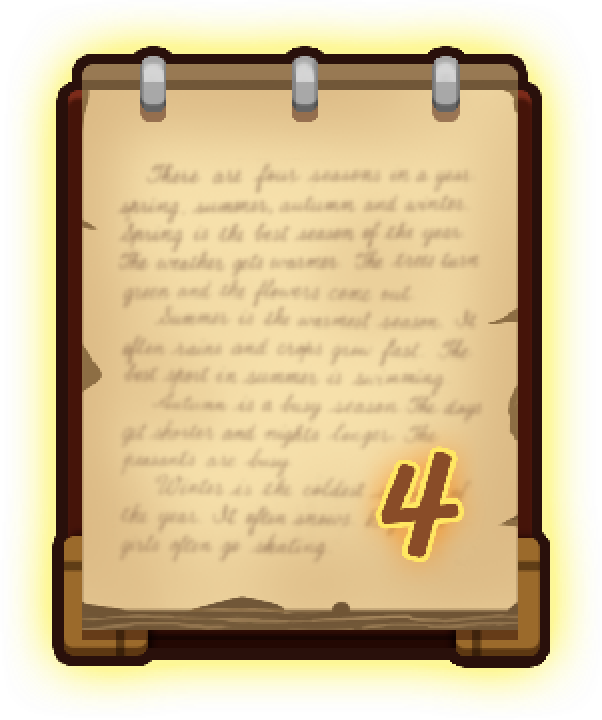 There are four seasons in a year
spring, summer, autumn and winter.
Spring is the best season of the year.
The weather gets warmer. The trees turn
green and the flowers come out.
Summer is the warmest season. It
often rains and crops grow fast. The
best sport in summer is swimming.
Autumn is a busy season. The days
get shorter and nights longer. The
peasants are busy.
Winter is the coldest
the year. It often snows.
girls often go skating.
4